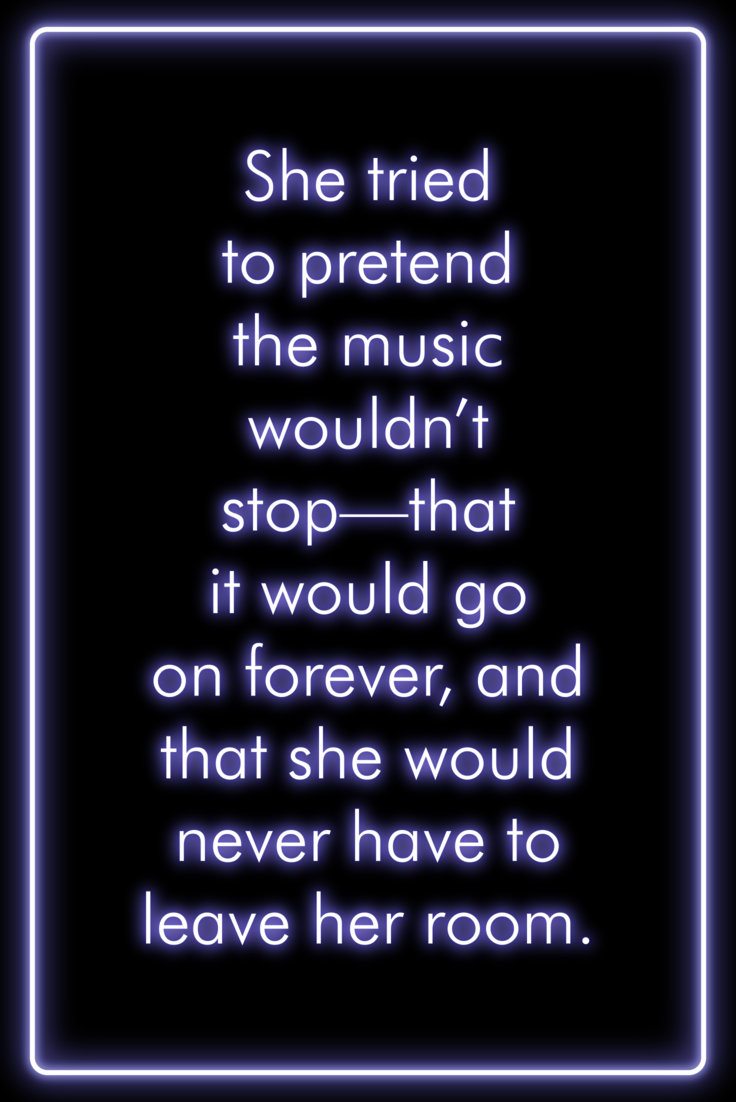 She tried
to pretend
the music
wouldn’t
stop—that
it would go
on forever, and
that she would
never have to
leave her room.